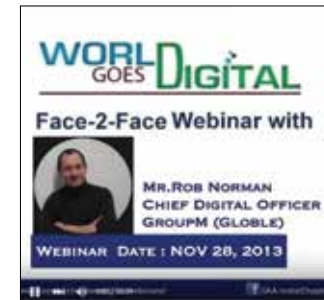 WORLD
GOES DIGITAL
Face-2-Face Webinar with
MR.ROB NORMAN
CHIEF DIGITAL OFFICER
GROUPM (GLOBLE)
WEBINAR DATE : NOV 28, 2013